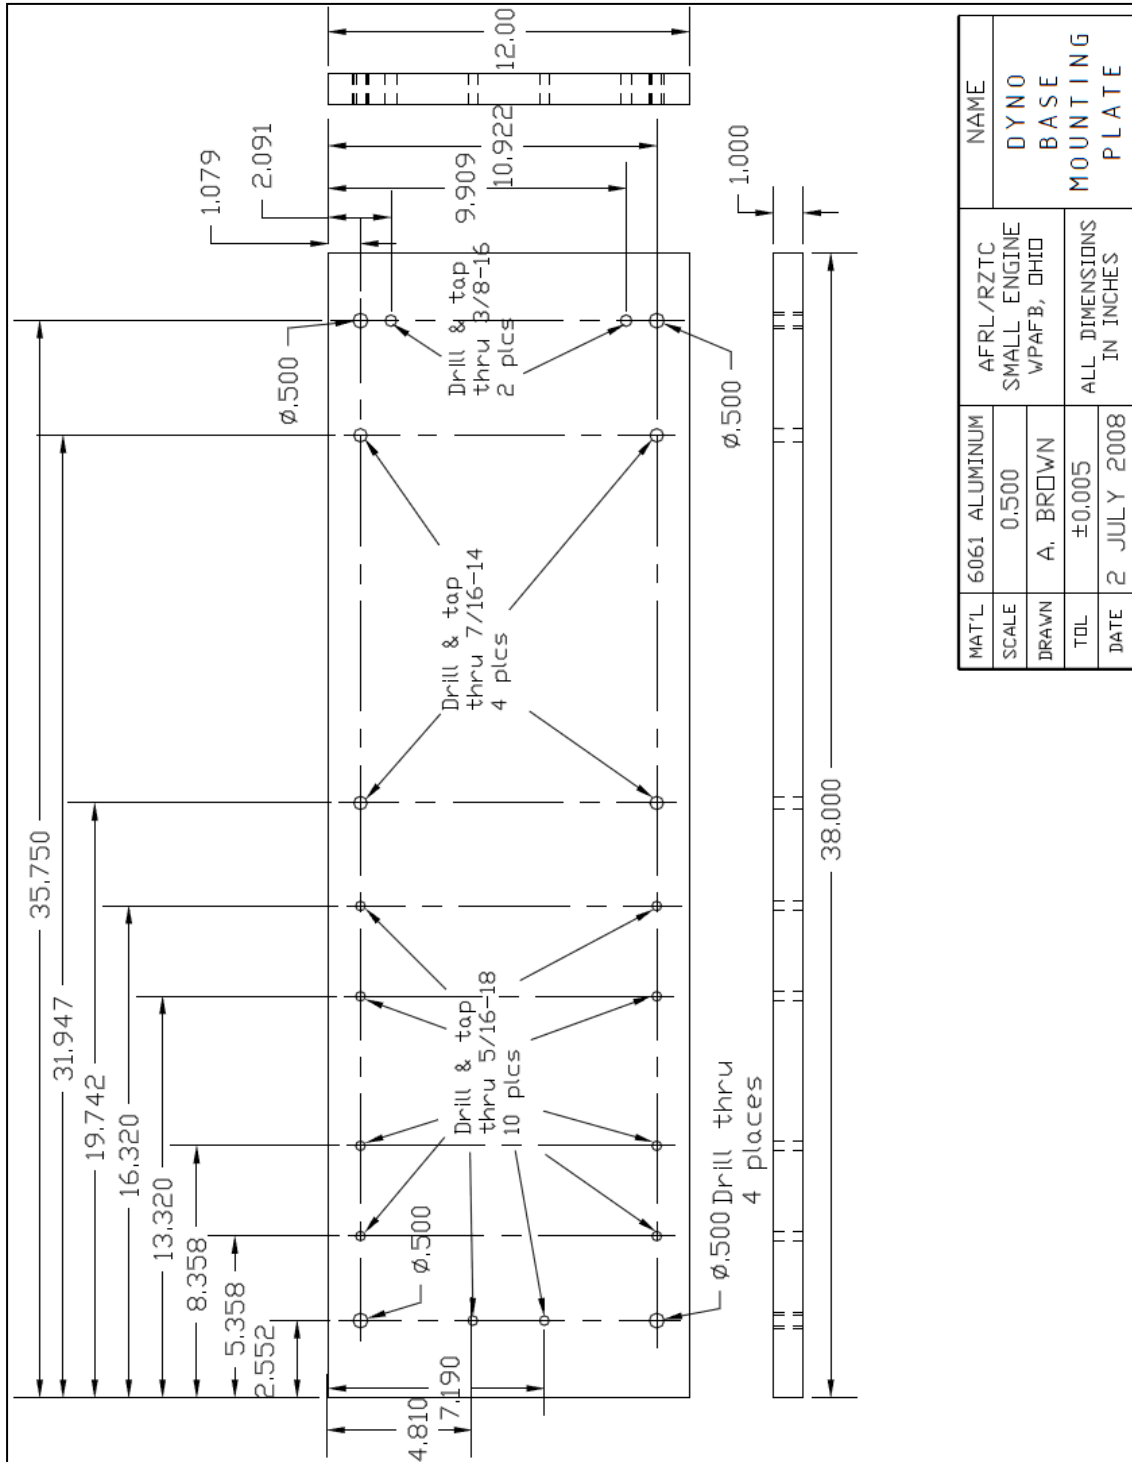 35.750
31.947
19.742
16.320
13.320
8.358
5.358
2.552
1.079
2.091
9.909
10.922
12.00
ø.500
Drill & tap
thru 3/8-16
2 plcs
ø.500
Drill & tap
thru 7/16-14
4 plcs
Drill & tap
thru 5/16-18
10 plcs
ø.500
ø.500 Drill thru
4 places
4.810
7.190
1.000
38.000
MAT'L 6061 ALUMINUM
SCALE 0.500
DRAWN A. BROWN
TOL ±0.005
DATE 2 JULY 2008
AFRL/RZTC
SMALL ENGINE
WPAFB, OHIO
ALL DIMENSIONS
IN INCHES
NAME
DYNO
BASE
MOUNTING
PLATE